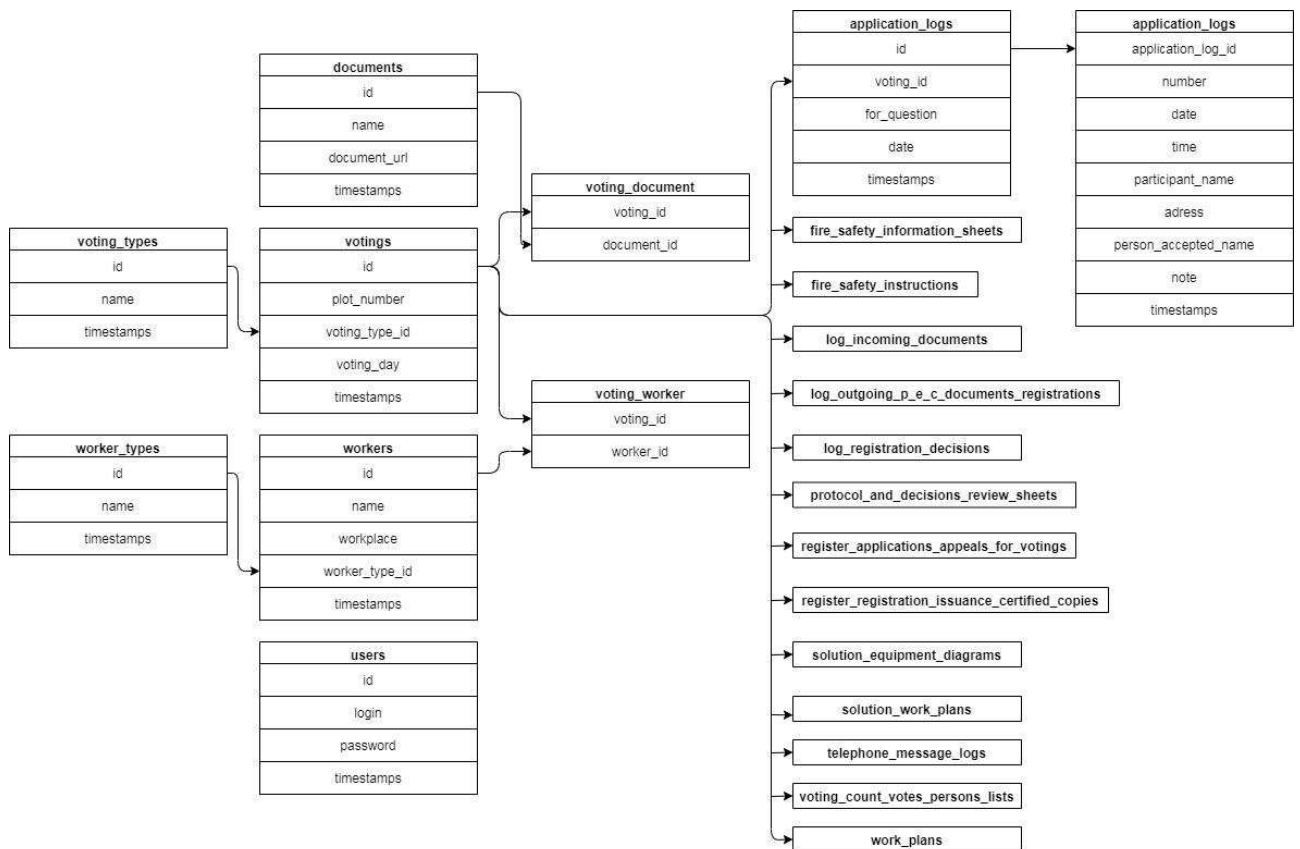 documents
id
name
document_url
timestamps
voting_types
id
name
timestamps
votings
id
plot_number
voting_type_id
voting_day
timestamps
worker_types
id
name
timestamps
workers
id
name
workplace
worker_type_id
timestamps
users
id
login
password
timestamps
voting_document
voting_id
document_id
voting_worker
voting_id
worker_id
application_logs
id
voting_id
for_question
date
timestamps
application_logs
application_log_id
number
date
time
participant_name
adress
person_accepted_name
note
timestamps
fire_safety_information_sheets
fire_safety_instructions
log_incoming_documents
log_outgoing_p_e_c_documents_registrations
log_registration_decisions
protocol_and_decisions_review_sheets
register_applications_appeals_for_votings
register_registration_issuance_certified_copies
solution_equipment_diagrams
solution_work_plans
telephone_message_logs
voting_count_votes_persons_lists
work_plans